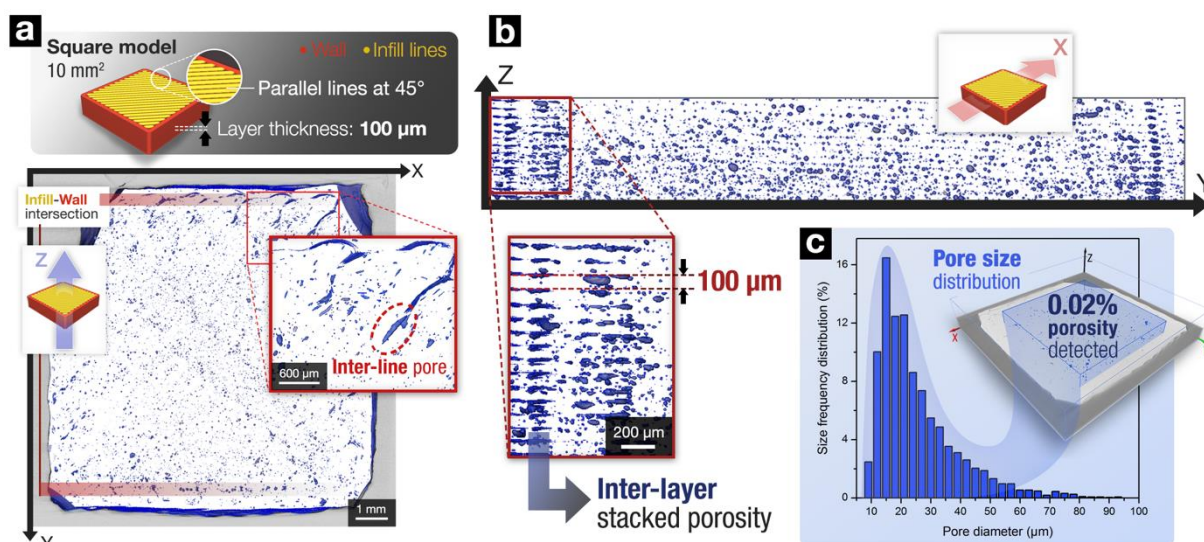 a
Square model
10 mm²
• Wall • Infill lines
Parallel lines at 45°
Layer thickness: 100 µm
X
Infill-Wall
intersection
Z
Inter-line pore
600 µm
1 mm
Y
b
Z
X
Y
100 µm
200 µm
Inter-layer
stacked porosity
c
Pore size
distribution
0.02%
porosity
detected
Z
X
Size frequency distribution (%)
16
12
8
4
0
10 20 30 40 50 60 70 80 90 100
Pore diameter (µm)